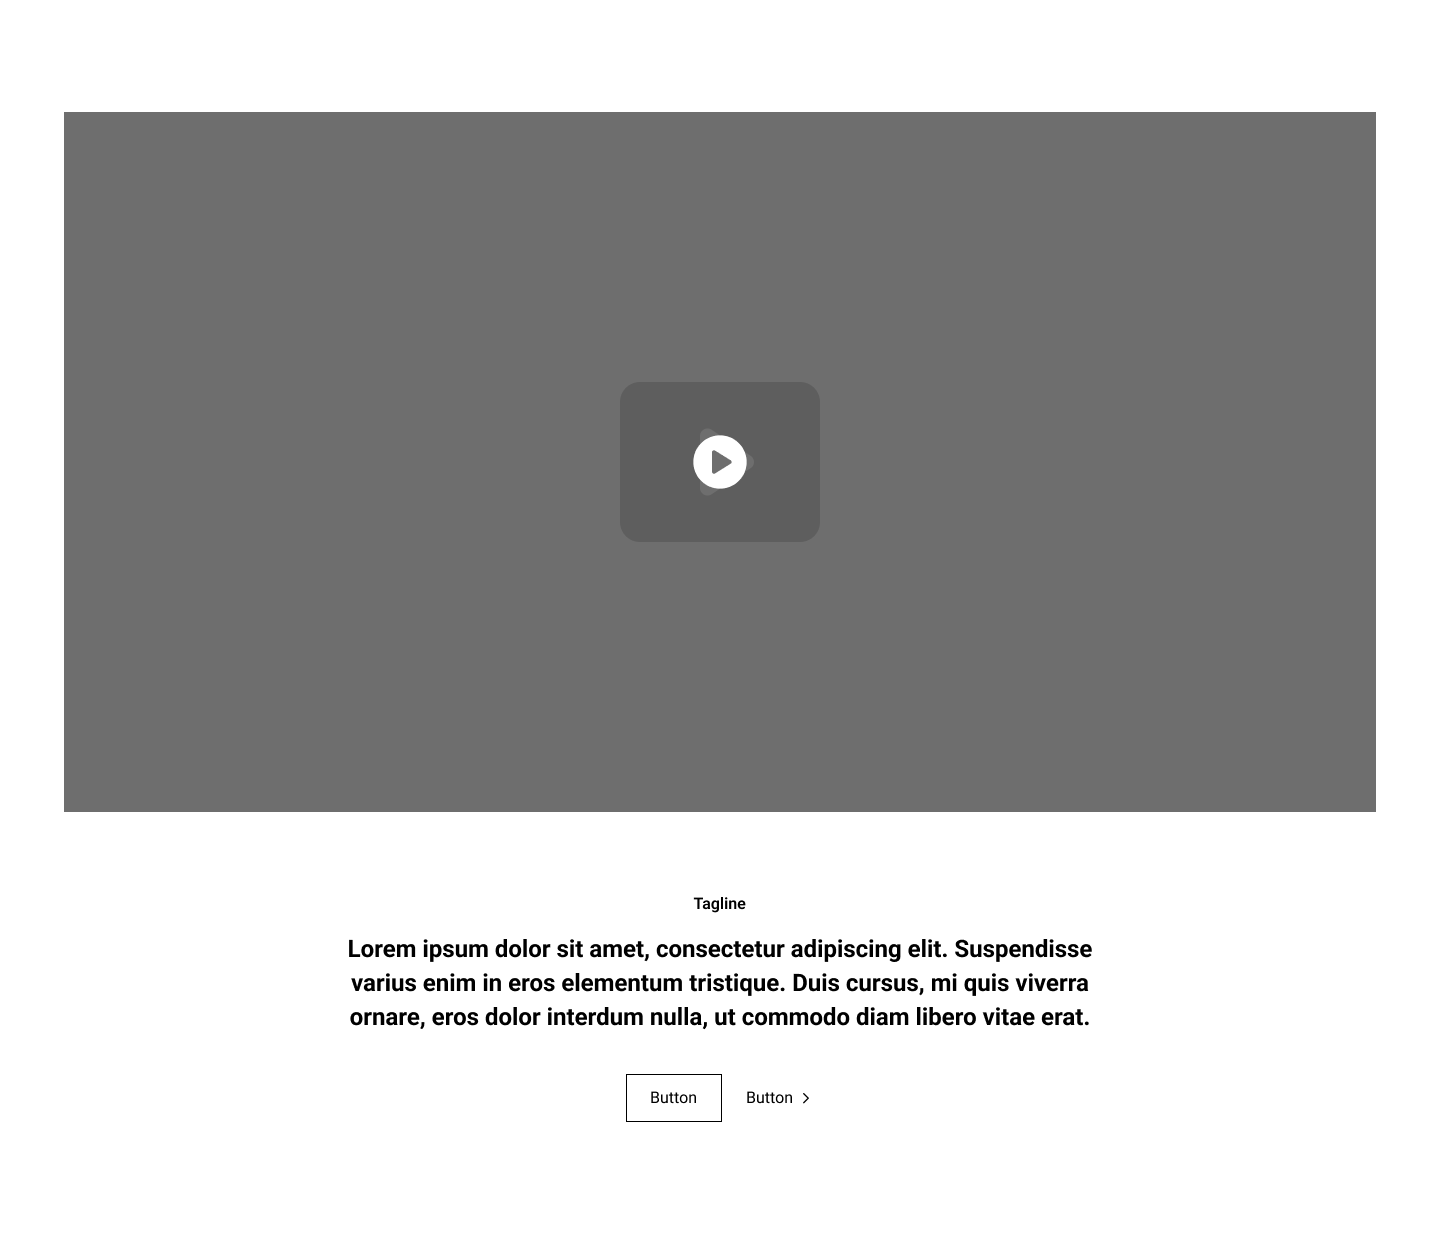 Tagline
Lorem ipsum dolor sit amet, consectetur adipiscing elit. Suspendisse
varius enim in eros elementum tristique. Duis cursus, mi quis viverra
ornare, eros dolor interdum nulla, ut commodo diam libero vitae erat.
Button
Button